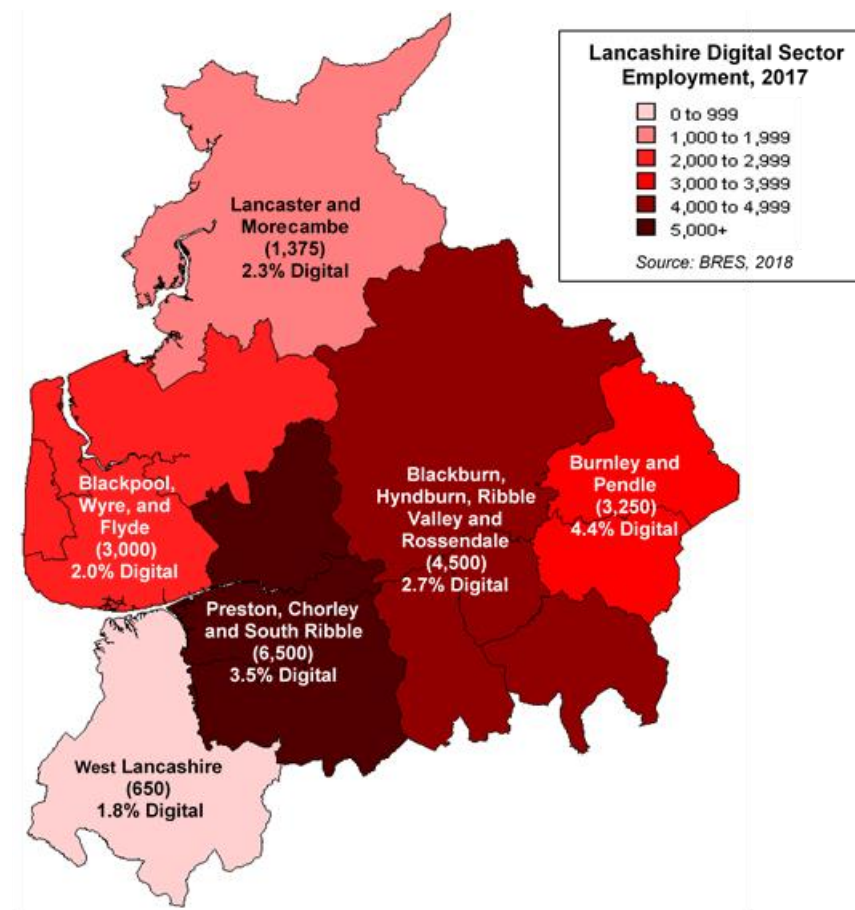 Lancashire Digital Sector
Employment, 2017
0 to 999
1,000 to 1,999
2,000 to 2,999
3,000 to 3,999
4,000 to 4,999
5,000+
Source: BRES, 2018
Lancaster and
Morecambe
(1,375)
2.3% Digital
Blackpool,
Wyre, and
Flyde
(3,000)
2.0% Digital
Blackburn,
Hyndburn, Ribble
Valley and
Rossendale
(4,500)
2.7% Digital
Burnley and
Pendle
(3,250)
4.4% Digital
Preston, Chorley
and South Ribble
(6,500)
3.5% Digital
West Lancashire
(650)
1.8% Digital